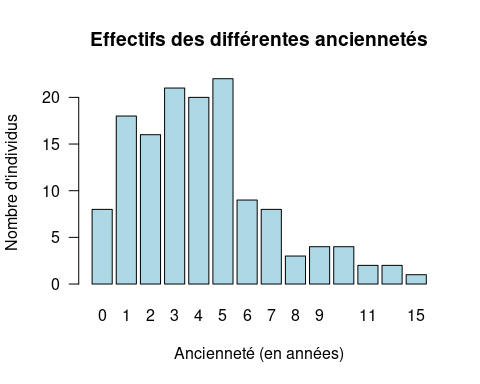 Effectifs des différentes anciennetés
Nombre d'individus
20
15
10
5
0
0 1 2 3 4 5 6 7 8 9 11 15
Ancienneté (en années)